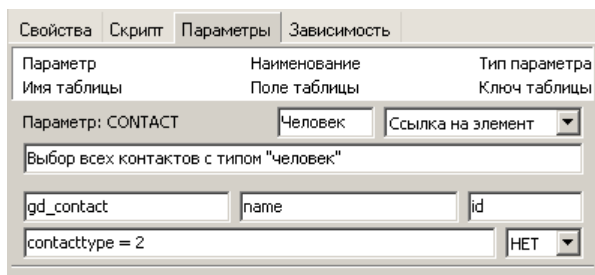 Свойства Скрипт Параметры Зависимость
Параметр Наименование Тип параметра
Имя таблицы Поле таблицы Ключ таблицы
Параметр: CONTACT Человек Ссылка на элемент
Выбор всех контактов с типом "человек"
gd_contact name id
contacttype = 2 НЕТ